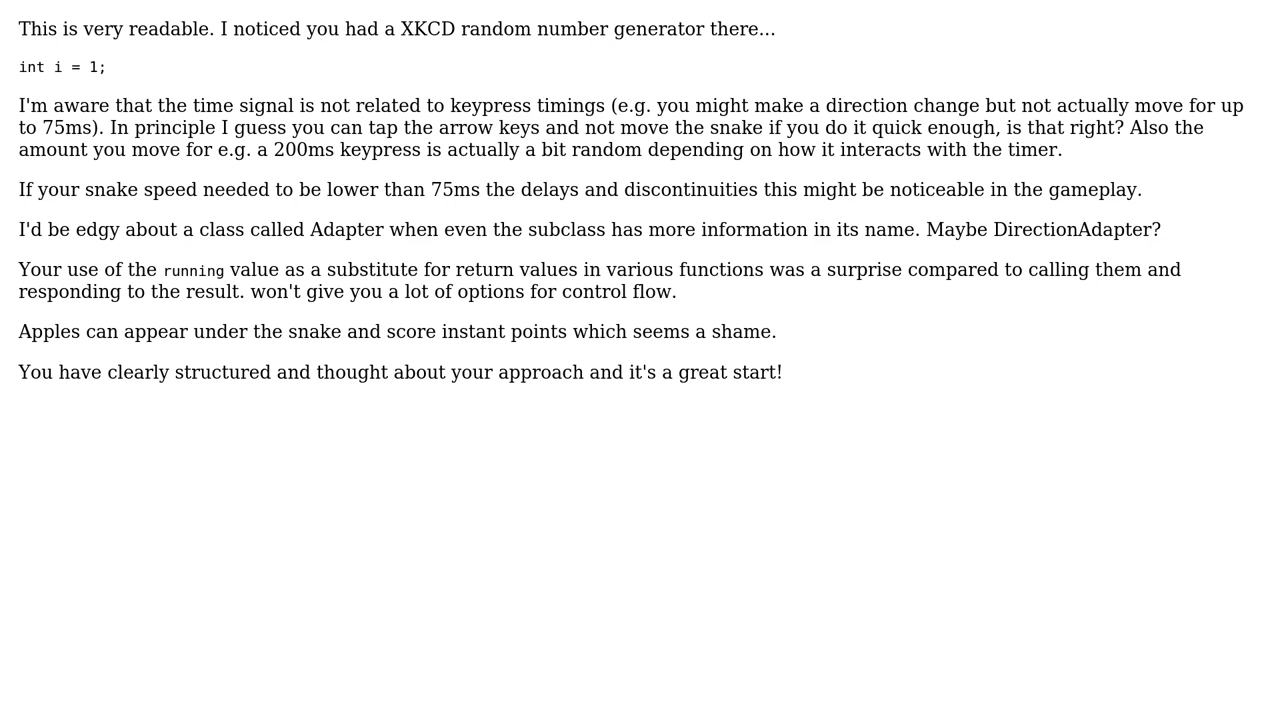 This is very readable. I noticed you had a XKCD random number generator there...
int i = 1;
I'm aware that the time signal is not related to keypress timings (e.g. you might make a direction change but not actually move for up
to 75ms). In principle I guess you can tap the arrow keys and not move the snake if you do it quick enough, is that right? Also the
amount you move for e.g. a 200ms keypress is actually a bit random depending on how it interacts with the timer.
If your snake speed needed to be lower than 75ms the delays and discontinuities this might be noticeable in the gameplay.
I'd be edgy about a class called Adapter when even the subclass has more information in its name. Maybe DirectionAdapter?
Your use of the running value as a substitute for return values in various functions was a surprise compared to calling them and
responding to the result. won't give you a lot of options for control flow.
Apples can appear under the snake and score instant points which seems a shame.
You have clearly structured and thought about your approach and it's a great start!